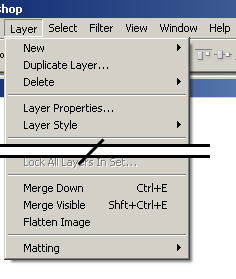 shop
Layer Select Filter View Window Help
New
Duplicate Layer...
Delete
Layer Properties...
Layer Style
Lock All Layers In Set...
Merge Down Ctrl+E
Merge Visible Shft+Ctrl+E
Flatten Image
Matting